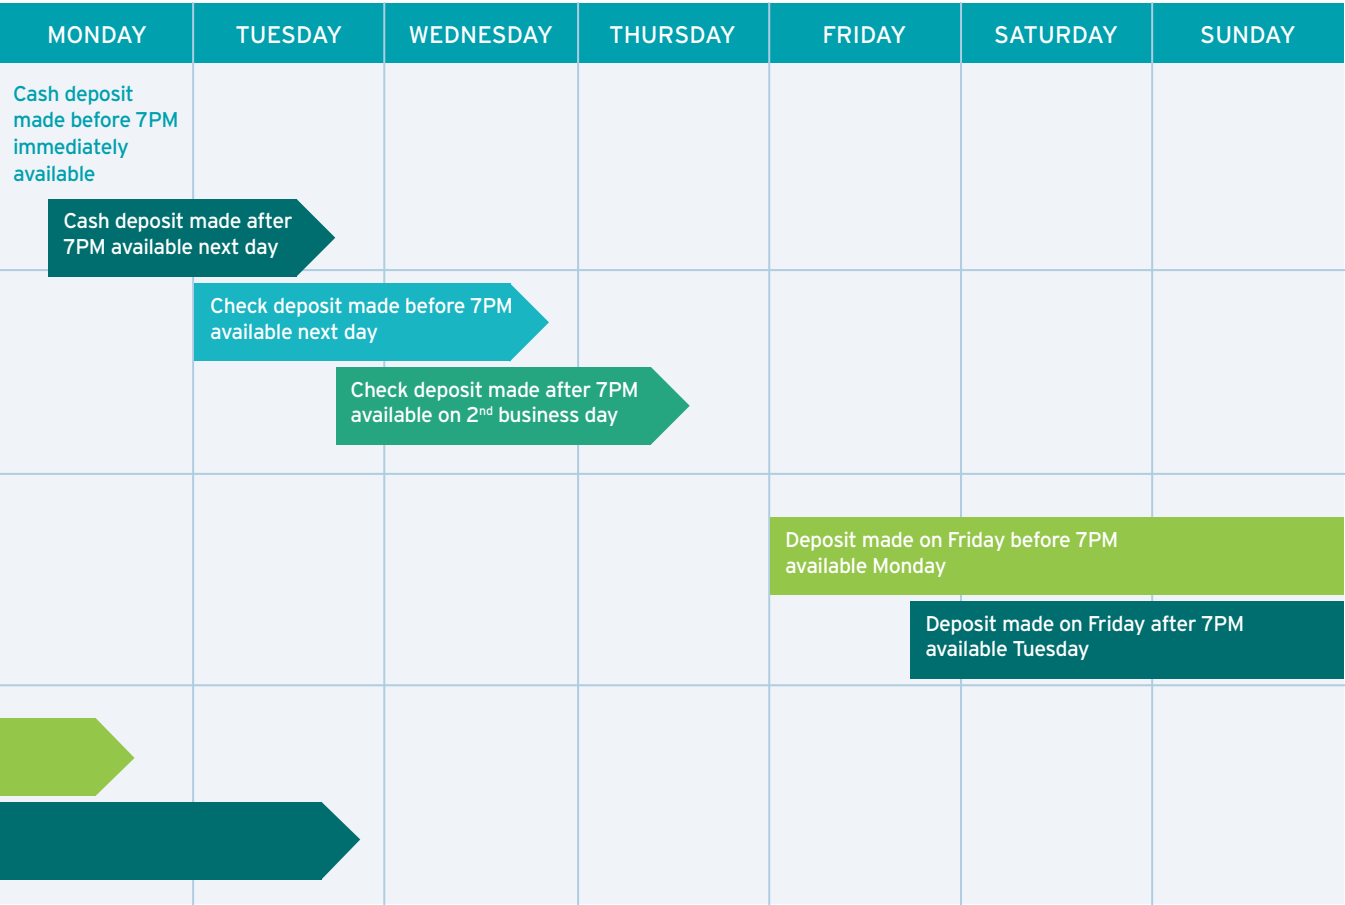 MONDAY TUESDAY WEDNESDAY THURSDAY FRIDAY SATURDAY SUNDAY
Cash deposit
made before 7PM
immediately
available
Cash deposit made after
7PM available next day
Check deposit made before 7PM
available next day
Check deposit made after 7PM
available on 2nd business day
Deposit made on Friday before 7PM
available Monday
Deposit made on Friday after 7PM
available Tuesday